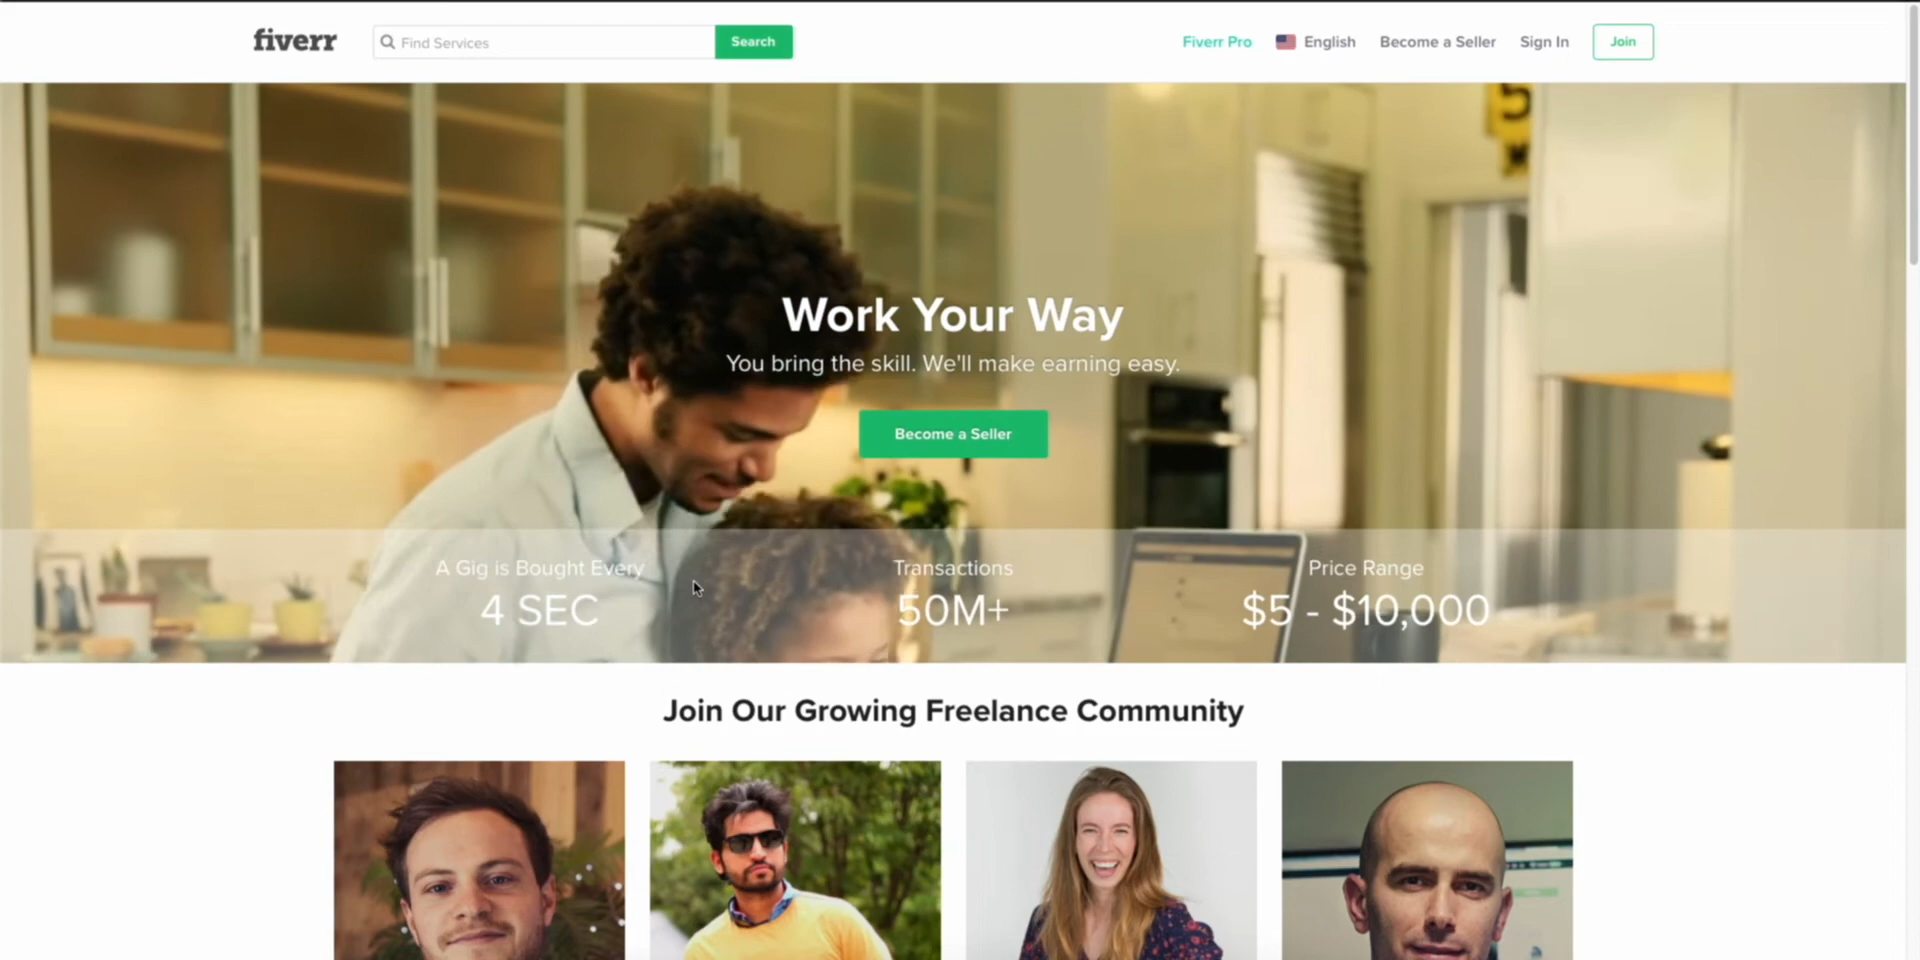 fiverr
Find Services
Search
Fiverr Pro
English
Become a Seller
Sign In
Join
Work Your Way
You bring the skill. We'll make earning easy.
Become a Seller
A Gig is Bought Every
4 SEC
Transactions
50M+
Price Range
$5 - $10,000
Join Our Growing Freelance Community